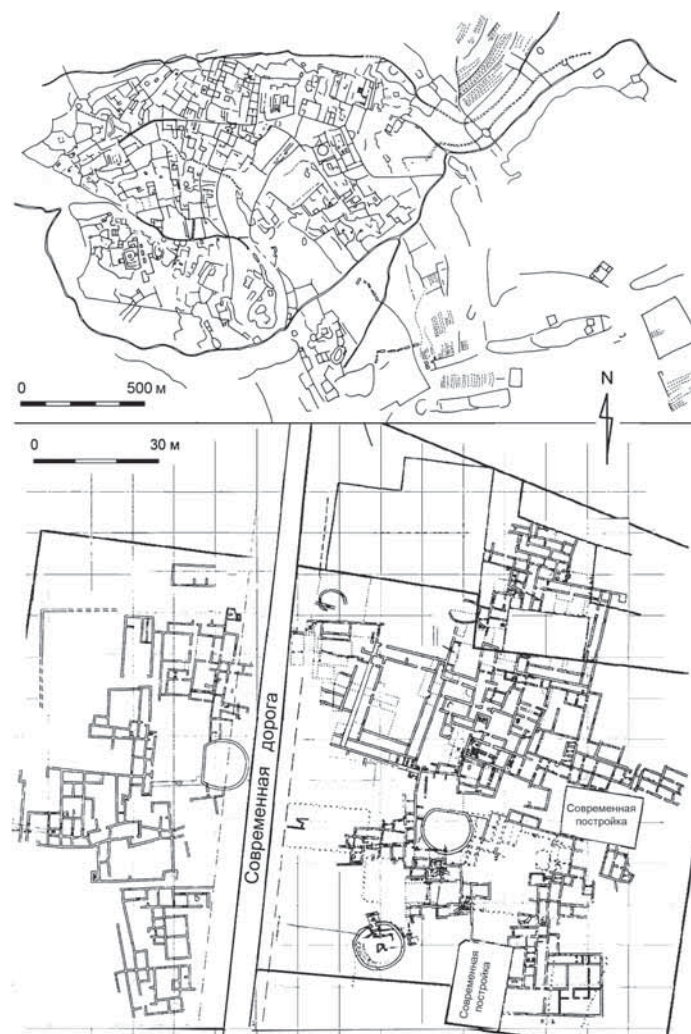 0
500 м
N
0
30 м
Современная дорога
Современная
постройка
Современная
постройка